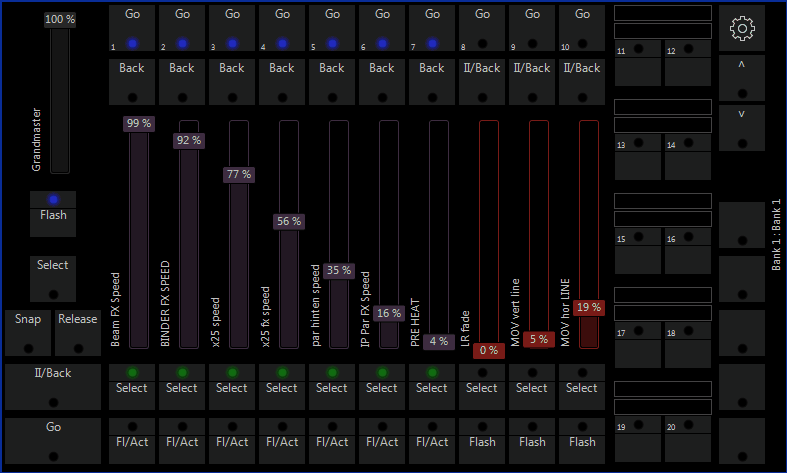 100 %
Grandmaster
Flash
Select
Snap
Release
II/Back
Go
Go Go Go Go Go Go Go Go Go Go
1 2 3 4 5 6 7 8 9 10
Back Back Back Back Back Back Back II/Back II/Back II/Back
99 % 92 % 77 % 56 % 35 % 16 % 4 % 0 % 5 % 19 %
Beam FX Speed
BINDER FX SPEED
x25 speed
x25 fx speed
par hinten speed
IP Par FX Speed
PRE HEAT
LR fade
MOV vert line
MOV hor LINE
Select Select Select Select Select Select Select Select Select Select
Fl/Act Fl/Act Fl/Act Fl/Act Fl/Act Fl/Act Fl/Act Flash Flash Flash
11 12
13 14
15 16
17 18
19 20
^
v
Bank 1 : Bank 1